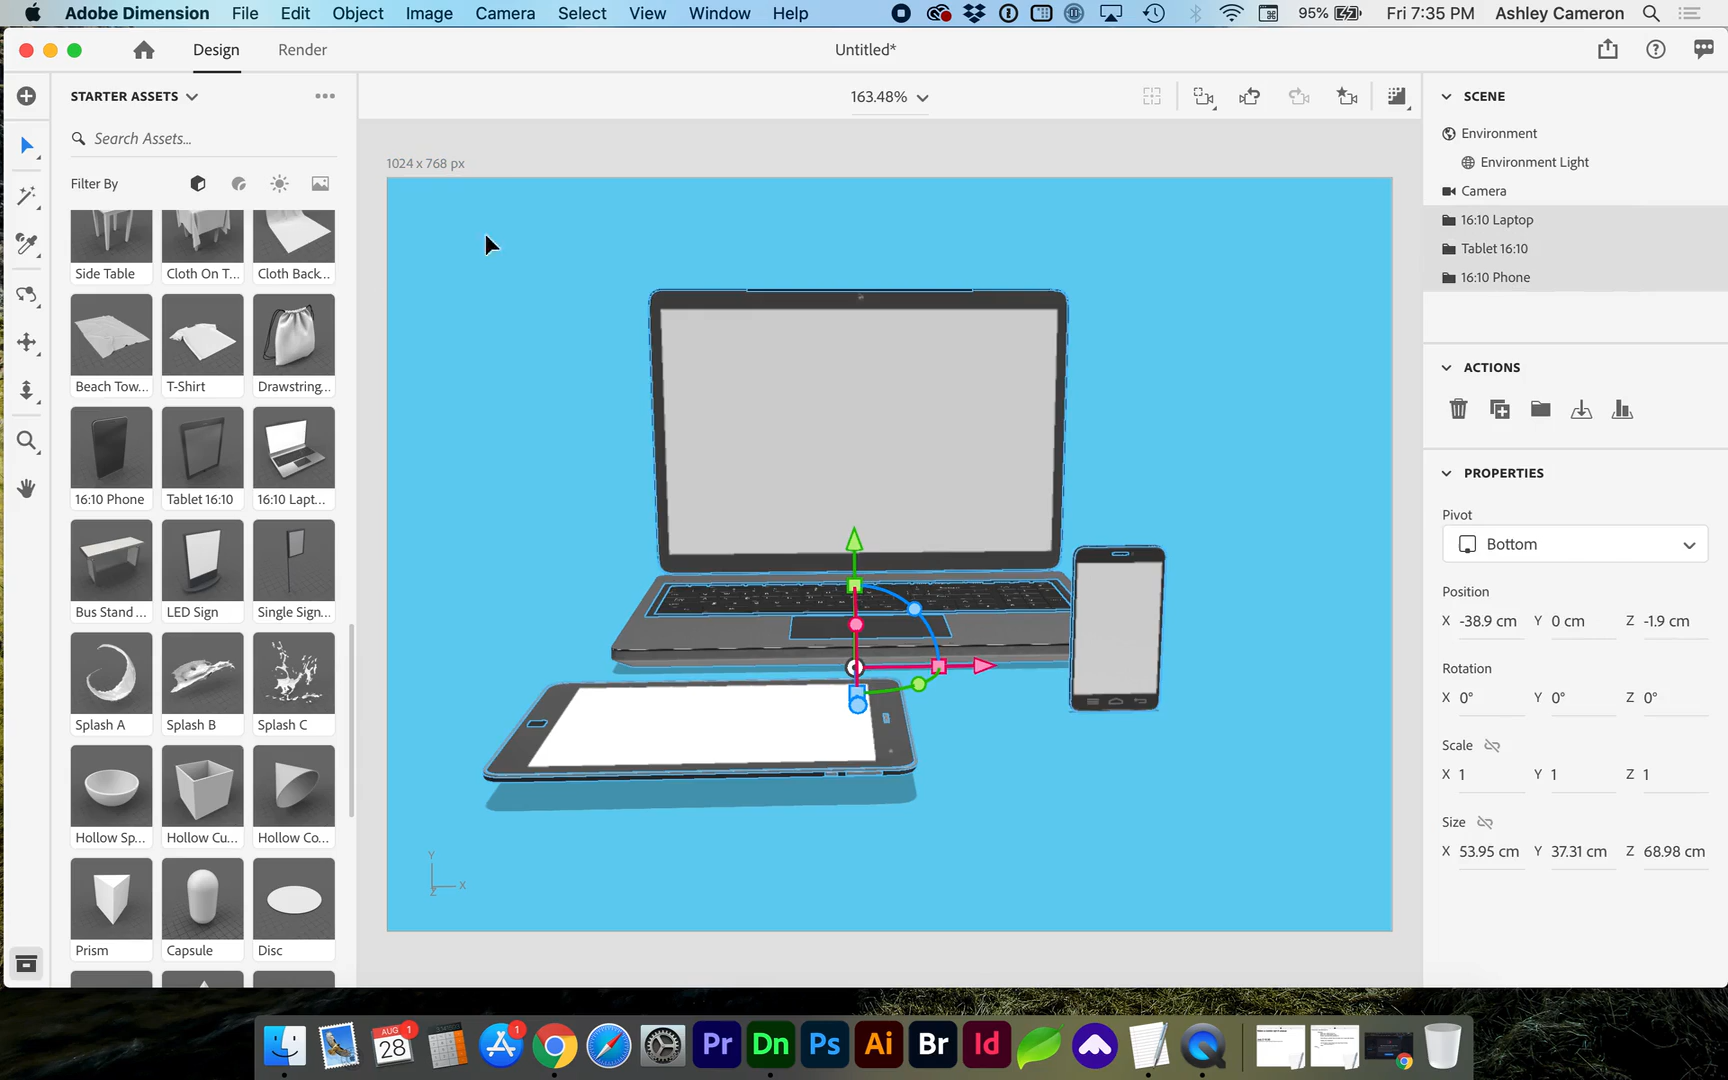 Adobe Dimension File Edit Object Image Camera Select View Window Help 95% Fri 7:35 PM Ashley Cameron
Design Render Untitled*
STARTER ASSETS
Search Assets...
Filter By
Side Table Cloth On T... Cloth Back...
Beach Tow... T-Shirt Drawstring...
16:10 Phone Tablet 16:10 16:10 Lapt...
Bus Stand ... LED Sign Single Sign...
Splash A Splash B Splash C
Hollow Sp... Hollow Cu... Hollow Co...
Prism Capsule Disc
163.48%
1024 x 768 px
Y
X
Z
SCENE
Environment
Environment Light
Camera
16:10 Laptop
Tablet 16:10
16:10 Phone
ACTIONS
PROPERTIES
Pivot
Bottom
Position
X -38.9 cm Y 0 cm Z -1.9 cm
Rotation
X 0° Y 0° Z 0°
Scale
X 1 Y 1 Z 1
Size
X 53.95 cm Y 37.31 cm Z 68.98 cm
AUG 1 28 1 Pr Dn Ps Ai Br Id